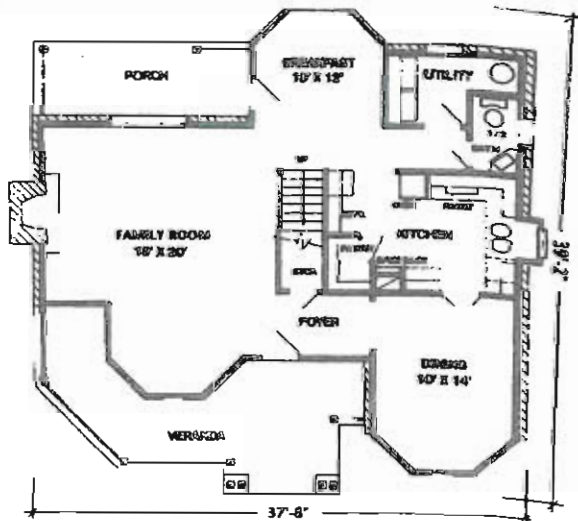 PORCH
BREAKFAST
10' X 12'
UTILITY
1/2
BATH
UP
FAMILY ROOM
16' X 20'
KITCHEN
FOYER
DINING
10' X 14'
VERANDA
37'-8"